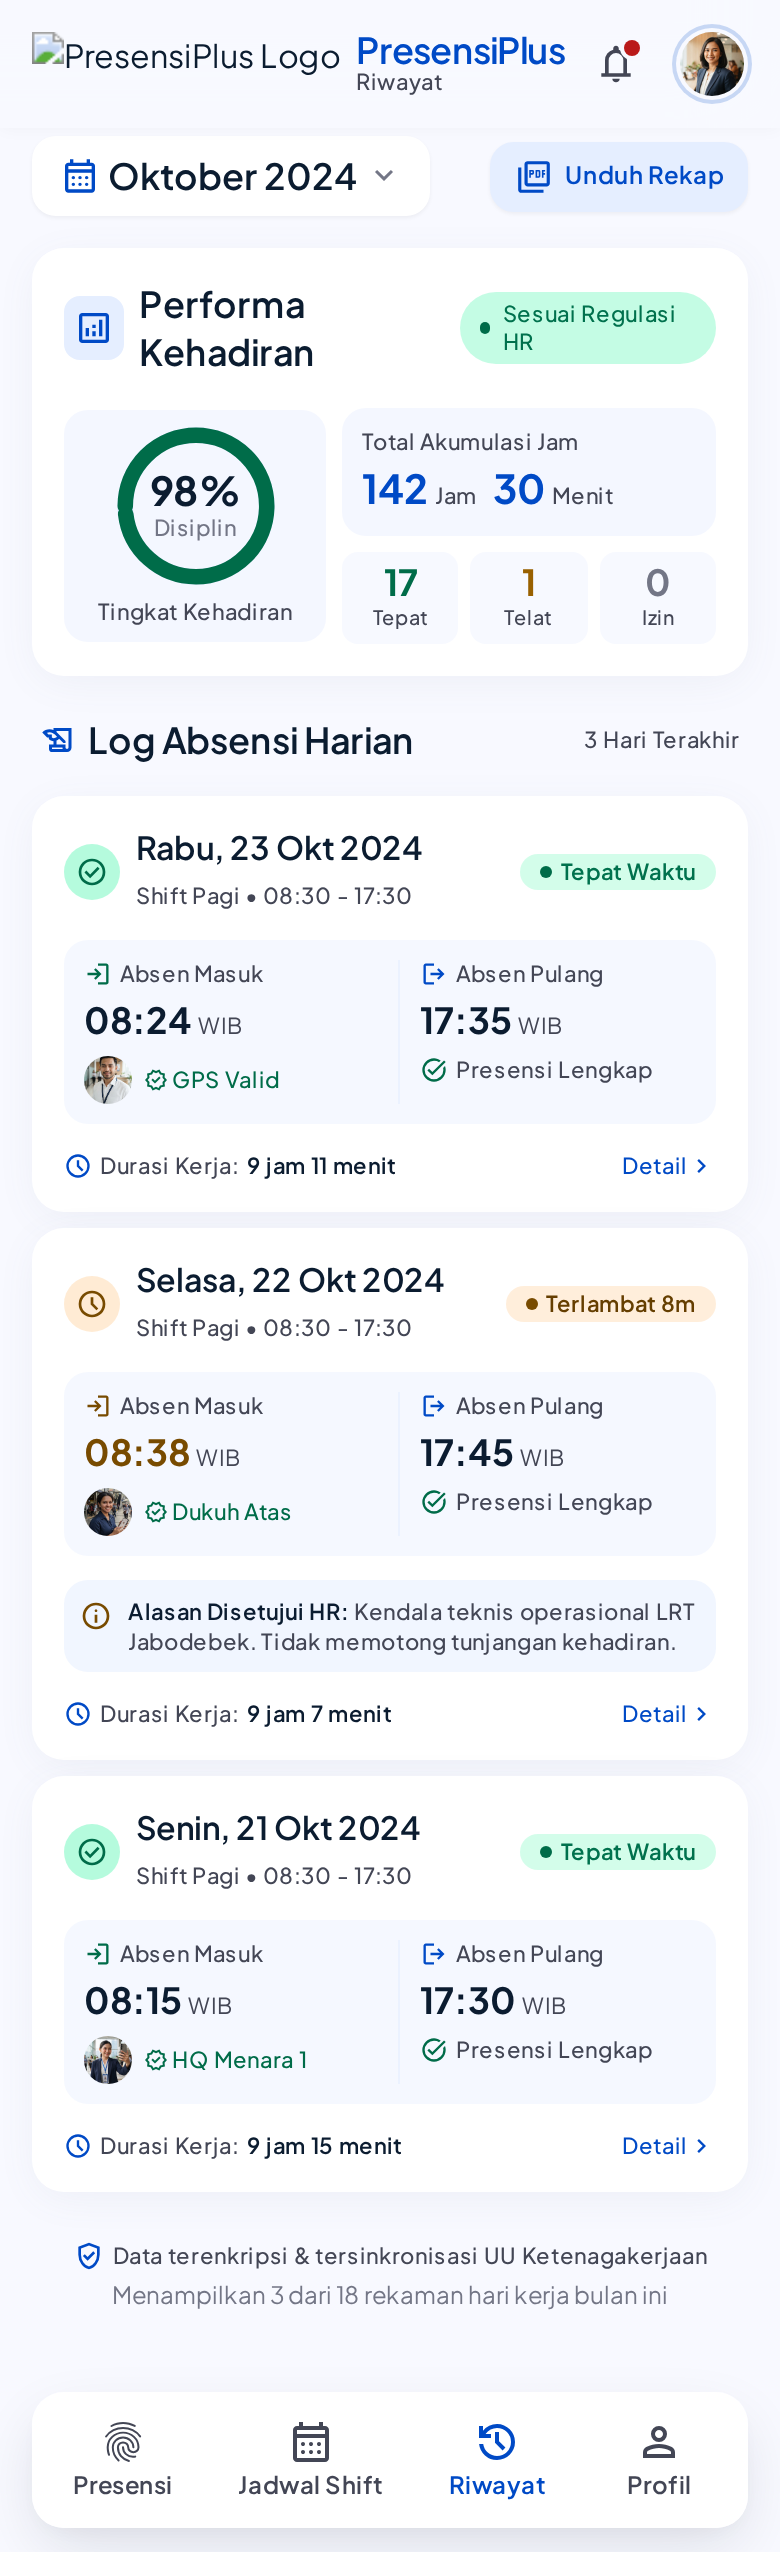 PresensiPlus Logo
PresensiPlus
Riwayat
Oktober 2024
PDF
Unduh Rekap
Performa
Kehadiran
Sesuai Regulasi
HR
98%
Disiplin
Tingkat Kehadiran
Total Akumulasi Jam
142 Jam 30 Menit
17
Tepat
1
Telat
0
Izin
Log Absensi Harian
3 Hari Terakhir
Rabu, 23 Okt 2024
Shift Pagi • 08:30 - 17:30
Tepat Waktu
Absen Masuk
08:24 WIB
GPS Valid
Absen Pulang
17:35 WIB
Presensi Lengkap
Durasi Kerja: 9 jam 11 menit
Detail
Selasa, 22 Okt 2024
Shift Pagi • 08:30 - 17:30
Terlambat 8m
Absen Masuk
08:38 WIB
Dukuh Atas
Absen Pulang
17:45 WIB
Presensi Lengkap
Alasan Disetujui HR: Kendala teknis operasional LRT
Jabodebek. Tidak memotong tunjangan kehadiran.
Durasi Kerja: 9 jam 7 menit
Detail
Senin, 21 Okt 2024
Shift Pagi • 08:30 - 17:30
Tepat Waktu
Absen Masuk
08:15 WIB
HQ Menara 1
Absen Pulang
17:30 WIB
Presensi Lengkap
Durasi Kerja: 9 jam 15 menit
Detail
Data terenkripsi & tersinkronisasi UU Ketenagakerjaan
Menampilkan 3 dari 18 rekaman hari kerja bulan ini
Presensi
Jadwal Shift
Riwayat
Profil